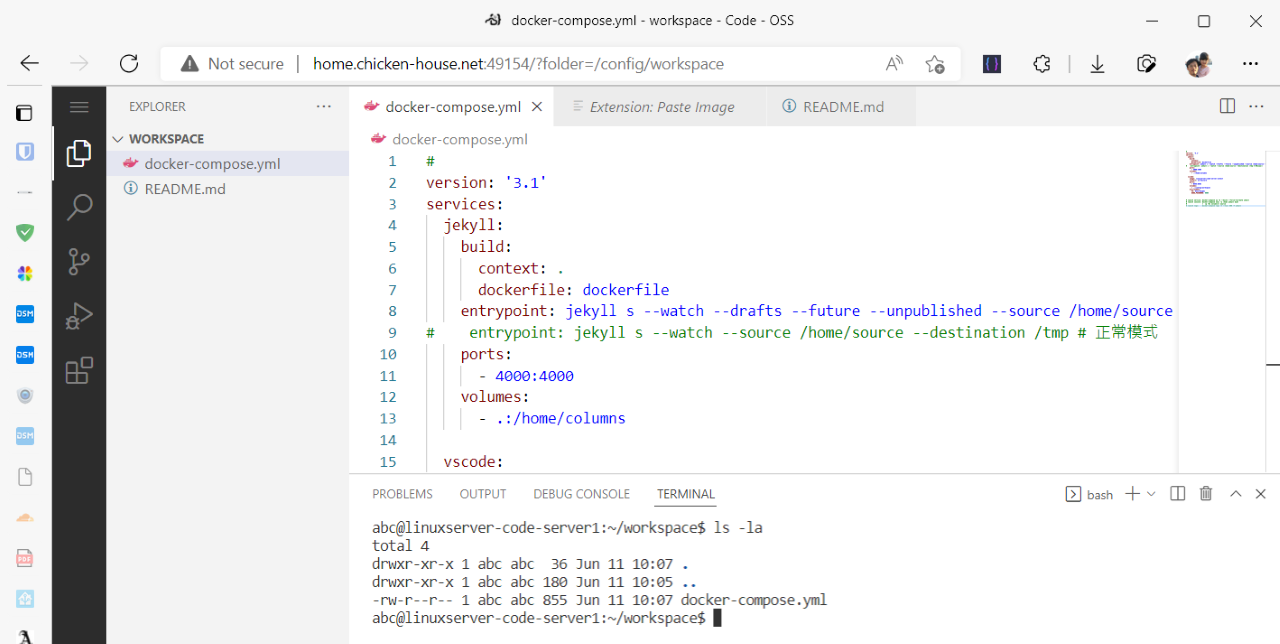 docker-compose.yml - workspace - Code - OSS
Not secure | home.chicken-house.net:49154/?folder=/config/workspace
EXPLORER
WORKSPACE
docker-compose.yml
README.md
docker-compose.yml Extension: Paste Image README.md
docker-compose.yml
1 #
2 version: '3.1'
3 services:
4 jekyll:
5 build:
6 context: .
7 dockerfile: dockerfile
8 entrypoint: jekyll s --watch --drafts --future --unpublished --source /home/source
9 # entrypoint: jekyll s --watch --source /home/source --destination /tmp # 正常模式
10 ports:
11 - 4000:4000
12 volumes:
13 - .:/home/columns
14
15 vscode:
PROBLEMS OUTPUT DEBUG CONSOLE TERMINAL bash
abc@linuxserver-code-server1:~/workspace$ ls -la
total 4
drwxr-xr-x 1 abc abc 36 Jun 11 10:07 .
drwxr-xr-x 1 abc abc 180 Jun 11 10:05 ..
-rw-r--r-- 1 abc abc 855 Jun 11 10:07 docker-compose.yml
abc@linuxserver-code-server1:~/workspace$
DSM
DSM
DSM
PDF